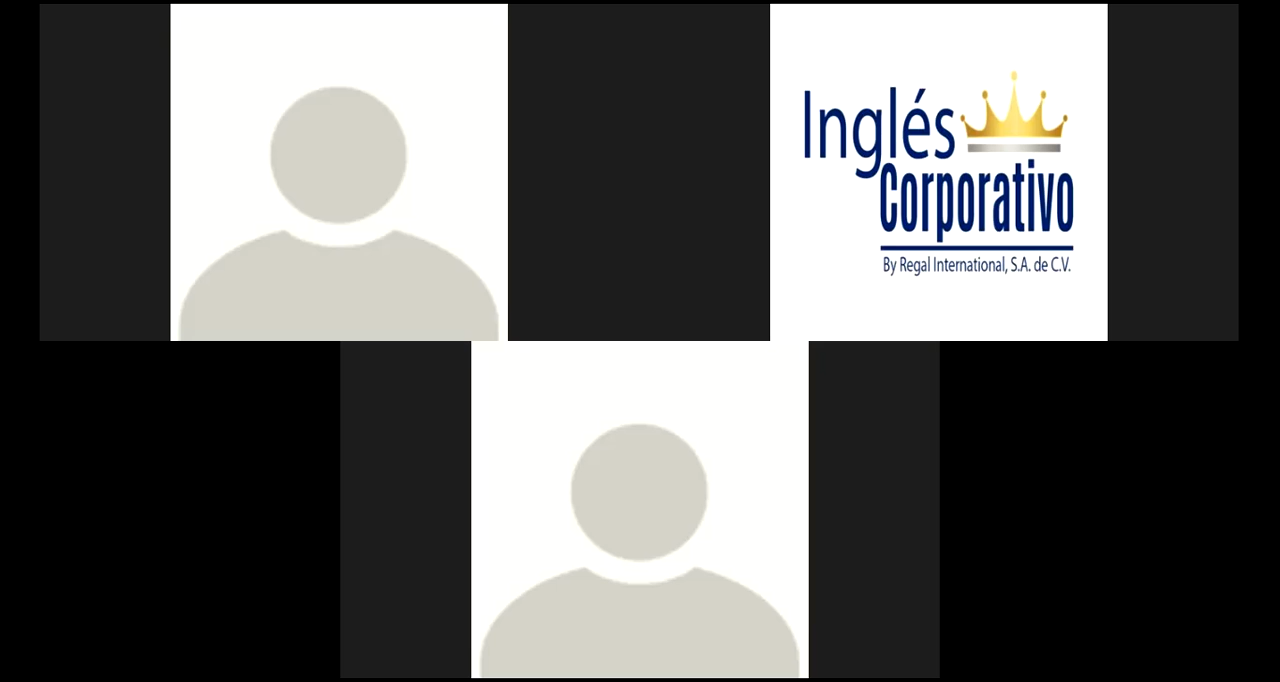 Inglés
Corporativo
By Regal International, S.A. de C.V.